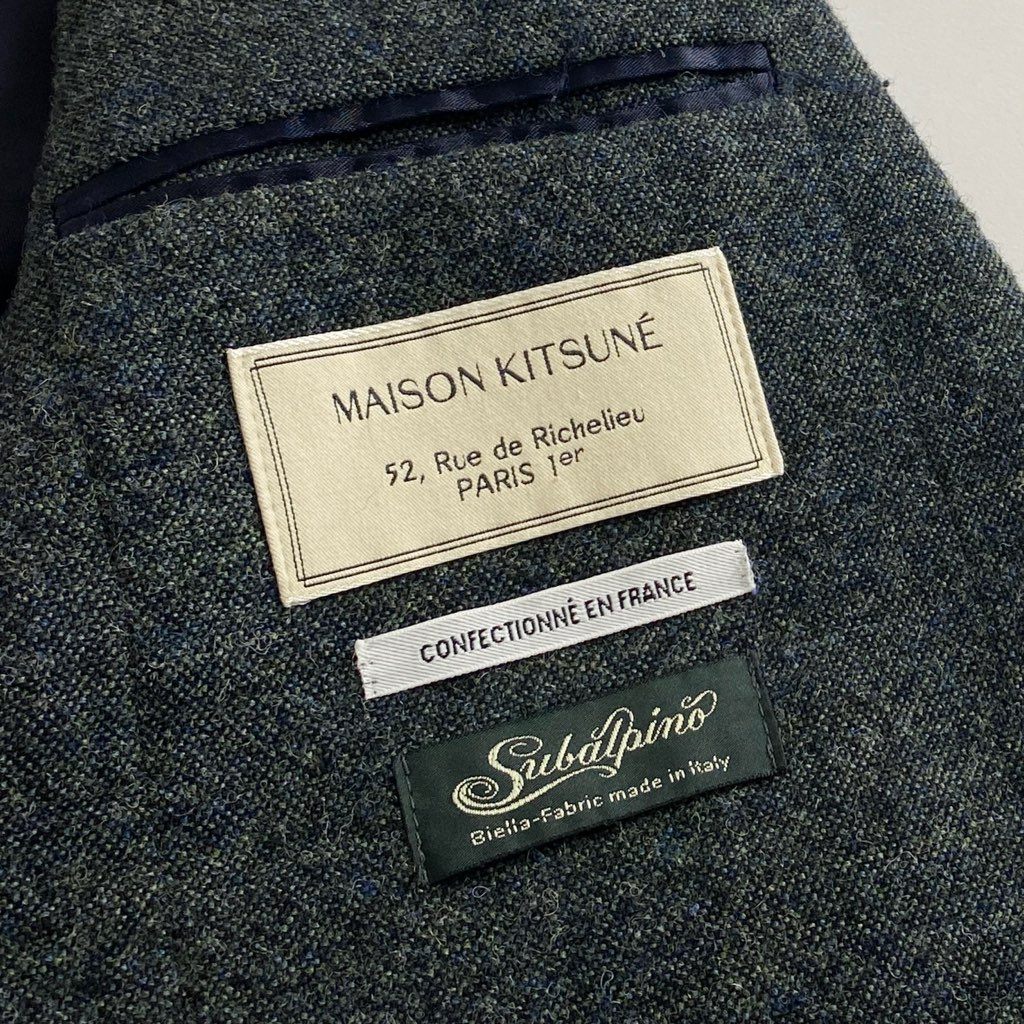 MAISON KITSUNÉ
52, Rue de Richelieu
PARIS 1er
CONFECTIONNÉ EN FRANCE
Subalpino
Biella-Fabric made in Italy